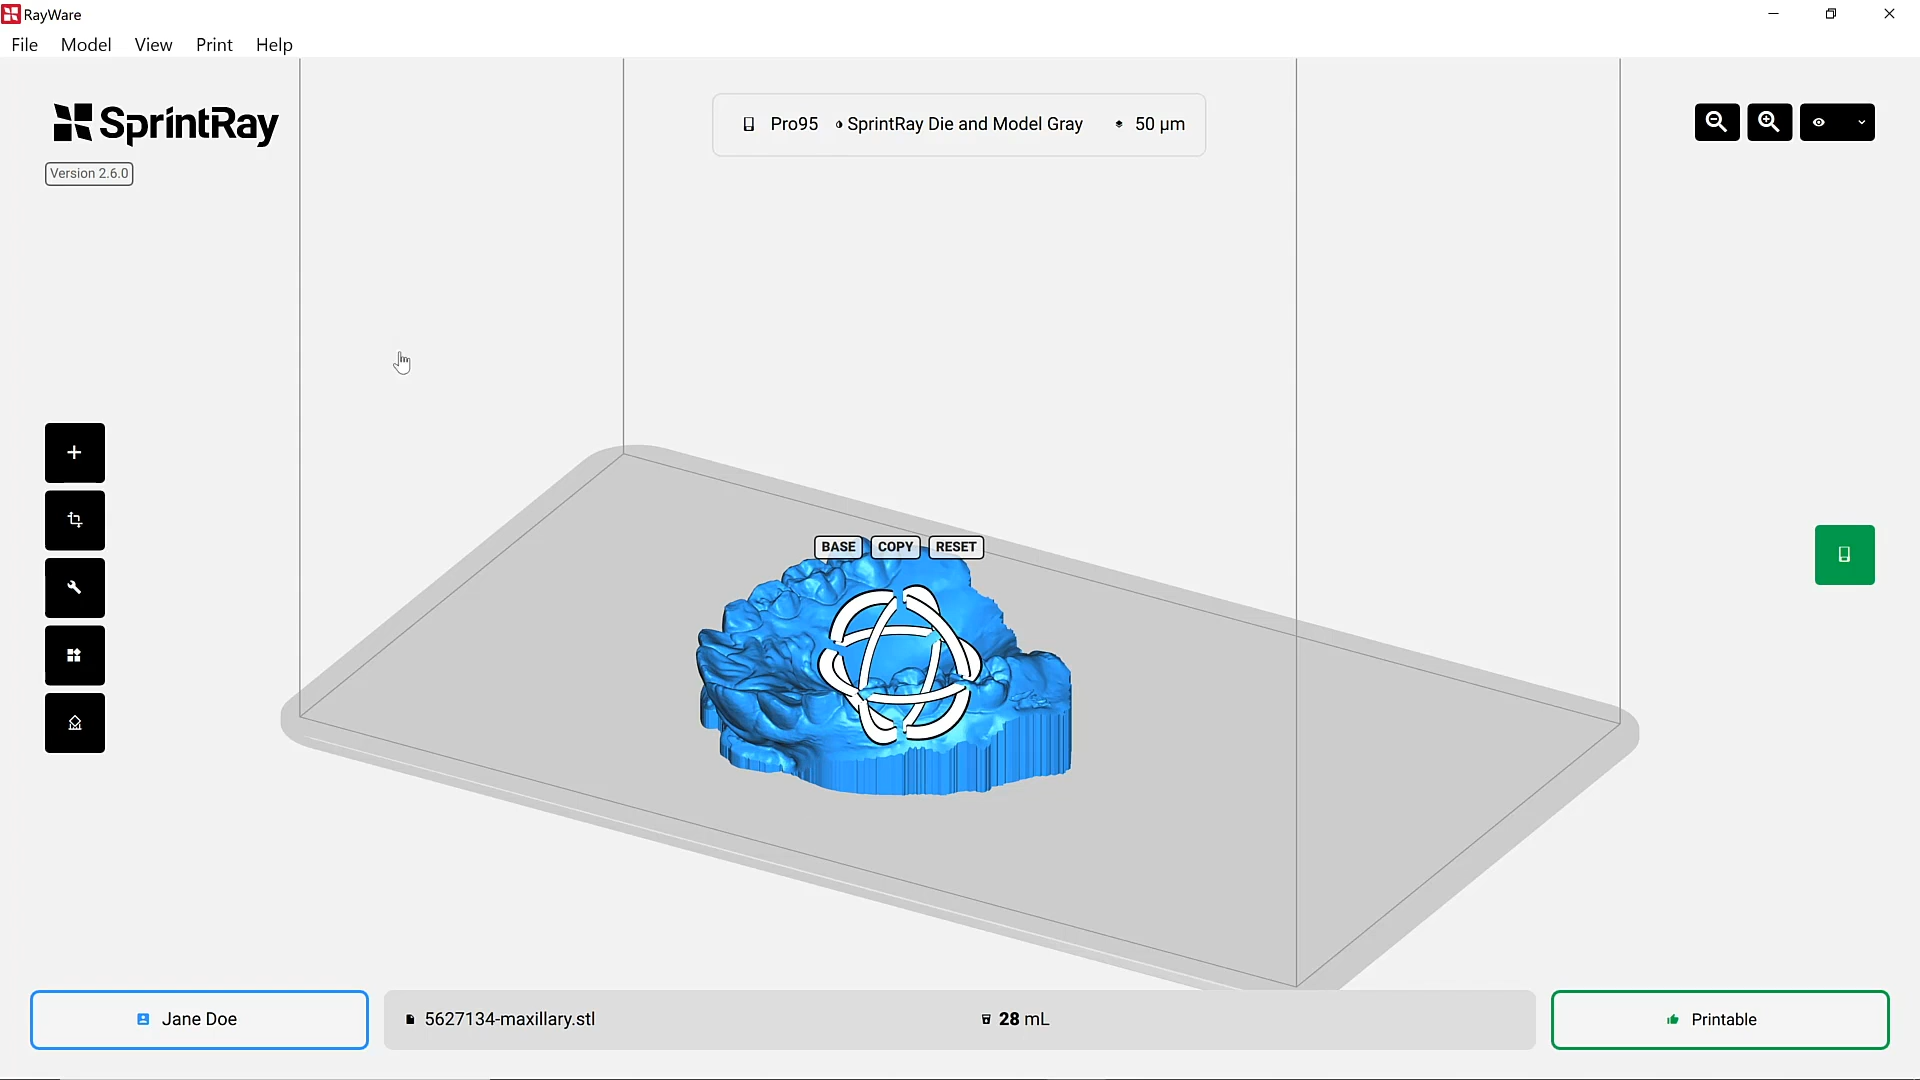 RayWare
File Model View Print Help
SprintRay
Version 2.6.0
Pro95 SprintRay Die and Model Gray 50 µm
BASE COPY RESET
Jane Doe
5627134-maxillary.stl
28 mL
Printable